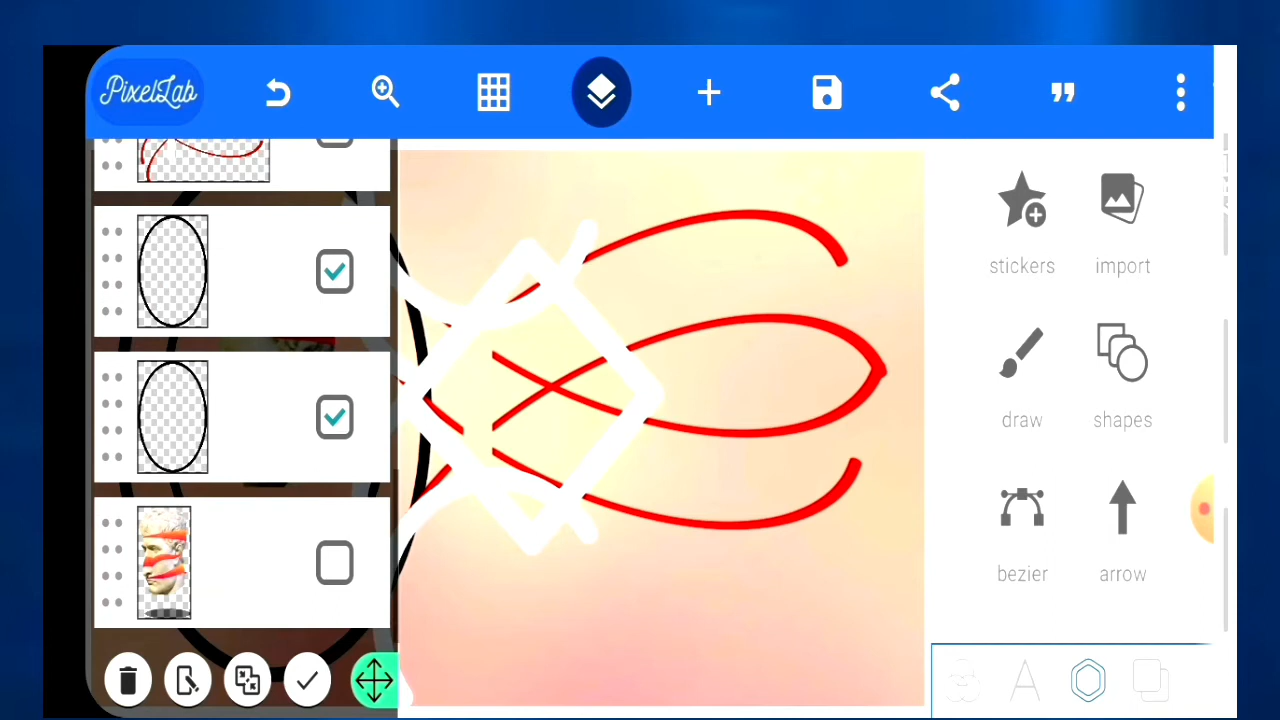 PixelLab
stickers
import
draw
shapes
bezier
arrow